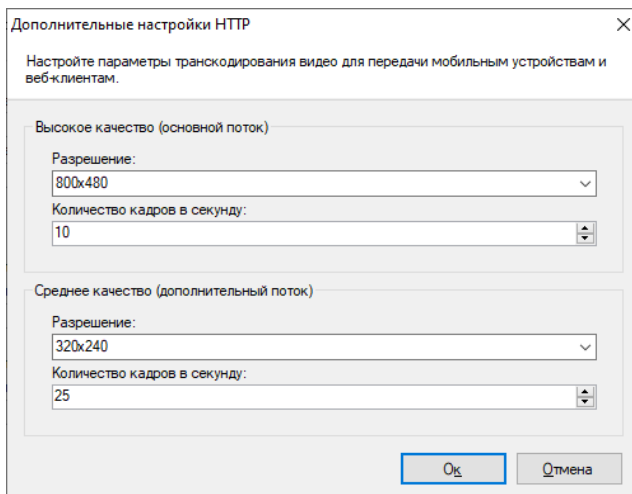 Дополнительные настройки HTTP
Настройте параметры транскодирования видео для передачи мобильным устройствам и
веб-клиентам.
Высокое качество (основной поток)
Разрешение:
800x480
Количество кадров в секунду:
10
Среднее качество (дополнительный поток)
Разрешение:
320x240
Количество кадров в секунду:
25
Ок
Отмена